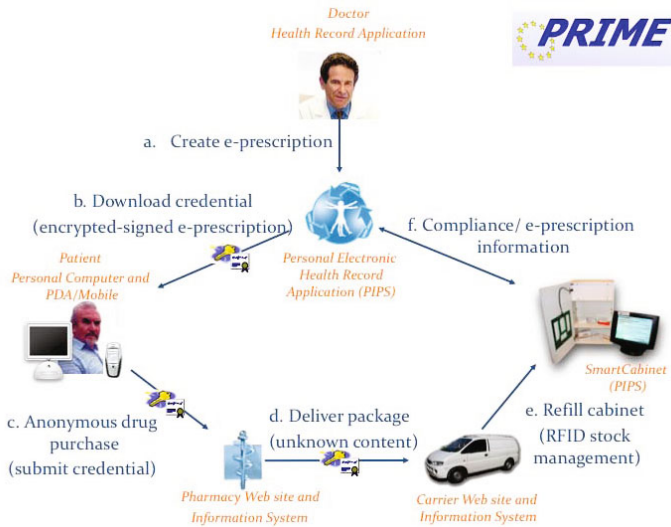 Doctor
Health Record Application
PRIME
a. Create e-prescription
b. Download credential
(encrypted-signed e-prescription)
f. Compliance/ e-prescription
information
Patient
Personal Computer and
PDA/Mobile
Personal Electronic
Health Record
Application (PIPS)
SmartCabinet
(PIPS)
c. Anonymous drug
purchase
(submit credential)
d. Deliver package
(unknown content)
e. Refill cabinet
(RFID stock
management)
Pharmacy Web site and
Information System
Carrier Web site and
Information System